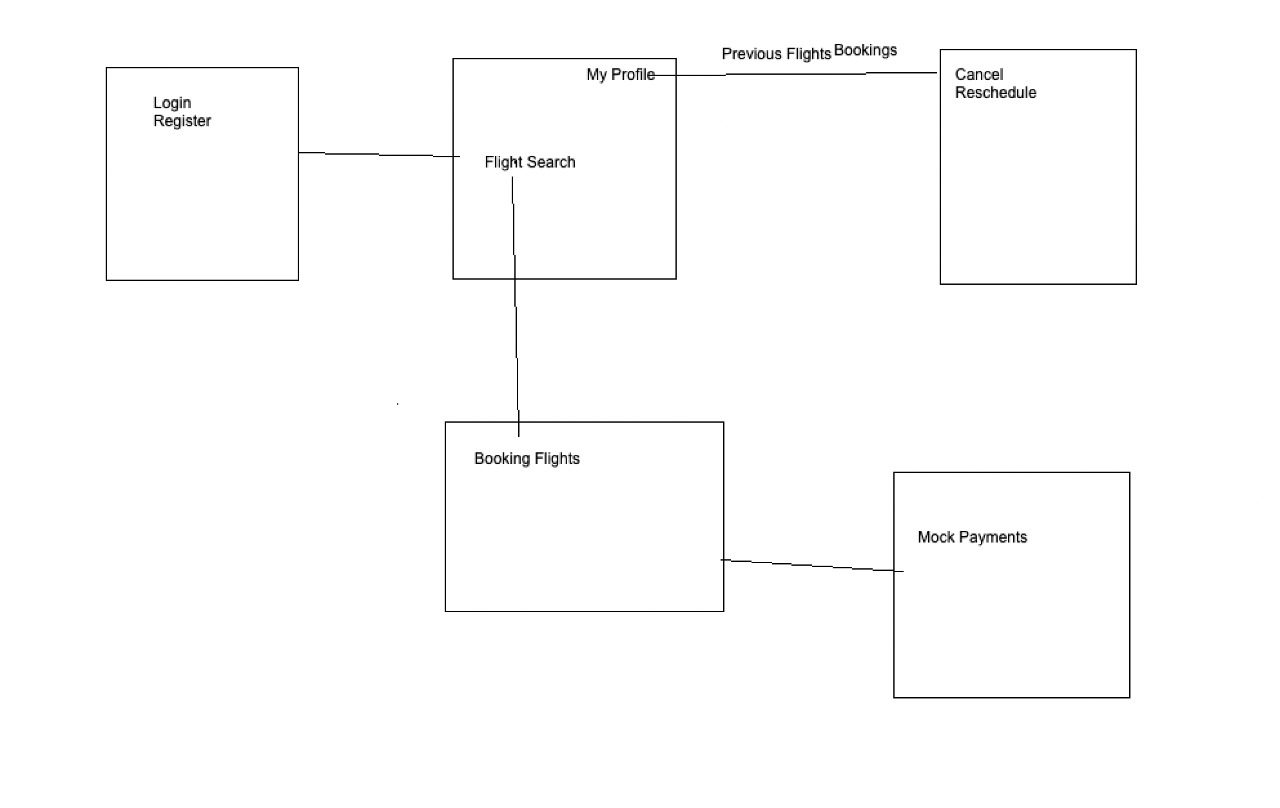 Login
Register
My Profile
Flight Search
Previous Flights Bookings
Cancel
Reschedule
Booking Flights
Mock Payments